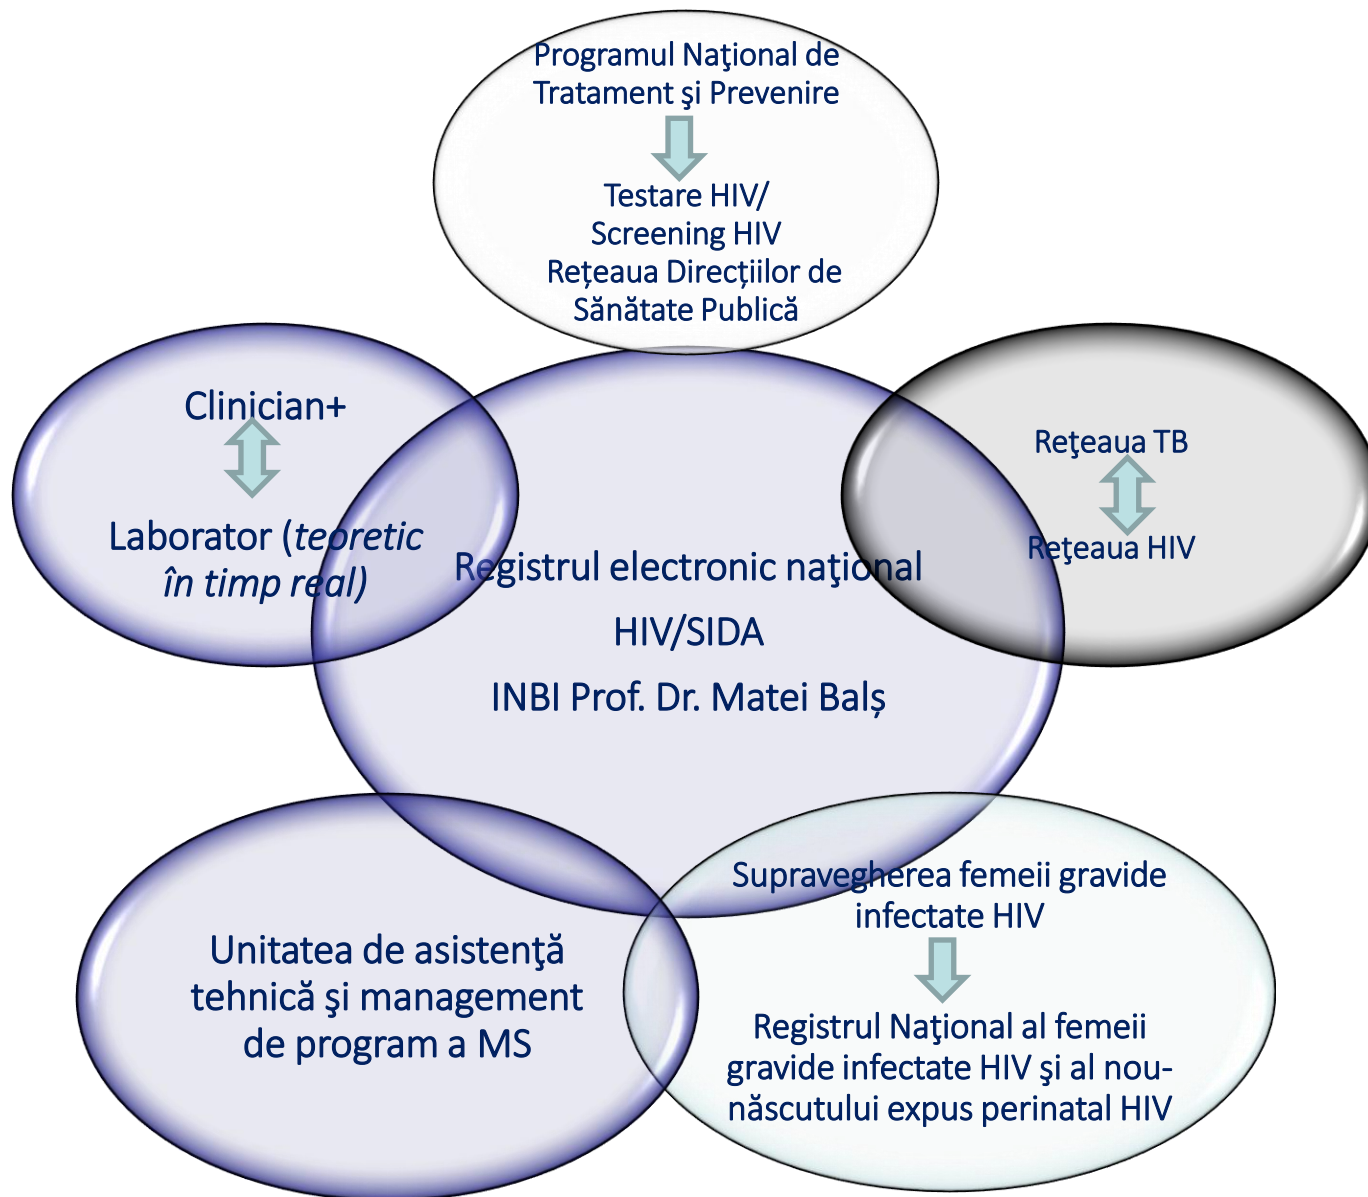 Programul Naţional de
Tratament şi Prevenire
Testare HIV/
Screening HIV
Rețeaua Direcțiilor de
Sănătate Publică
Clinician+
Laborator (teoretic
în timp real)
Reţeaua TB
Reţeaua HIV
Registrul electronic naţional
HIV/SIDA
INBI Prof. Dr. Matei Balș
Unitatea de asistenţă
tehnică şi management
de program a MS
Supravegherea femeii gravide
infectate HIV
Registrul Naţional al femeii
gravide infectate HIV şi al nou-
născutului expus perinatal HIV